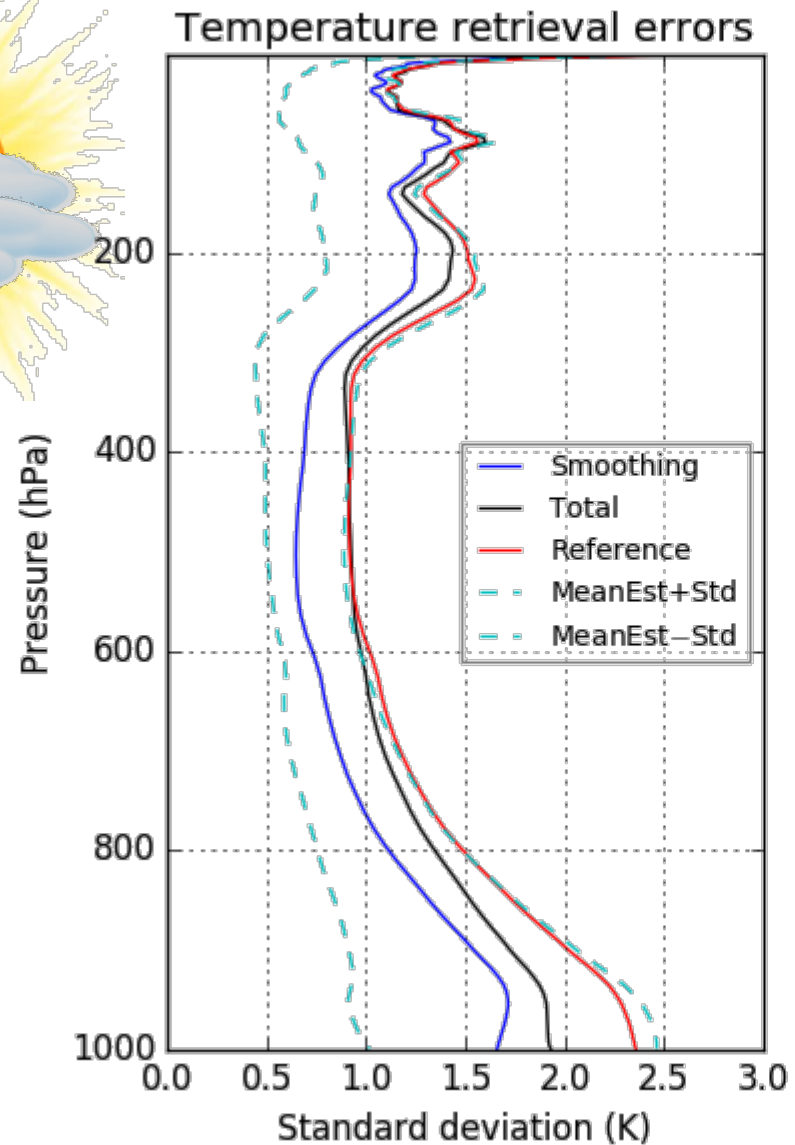 Temperature retrieval errors
200
400
600
800
1000
Pressure (hPa)
Smoothing
Total
Reference
MeanEst+Std
MeanEst−Std
0.0 0.5 1.0 1.5 2.0 2.5 3.0
Standard deviation (K)